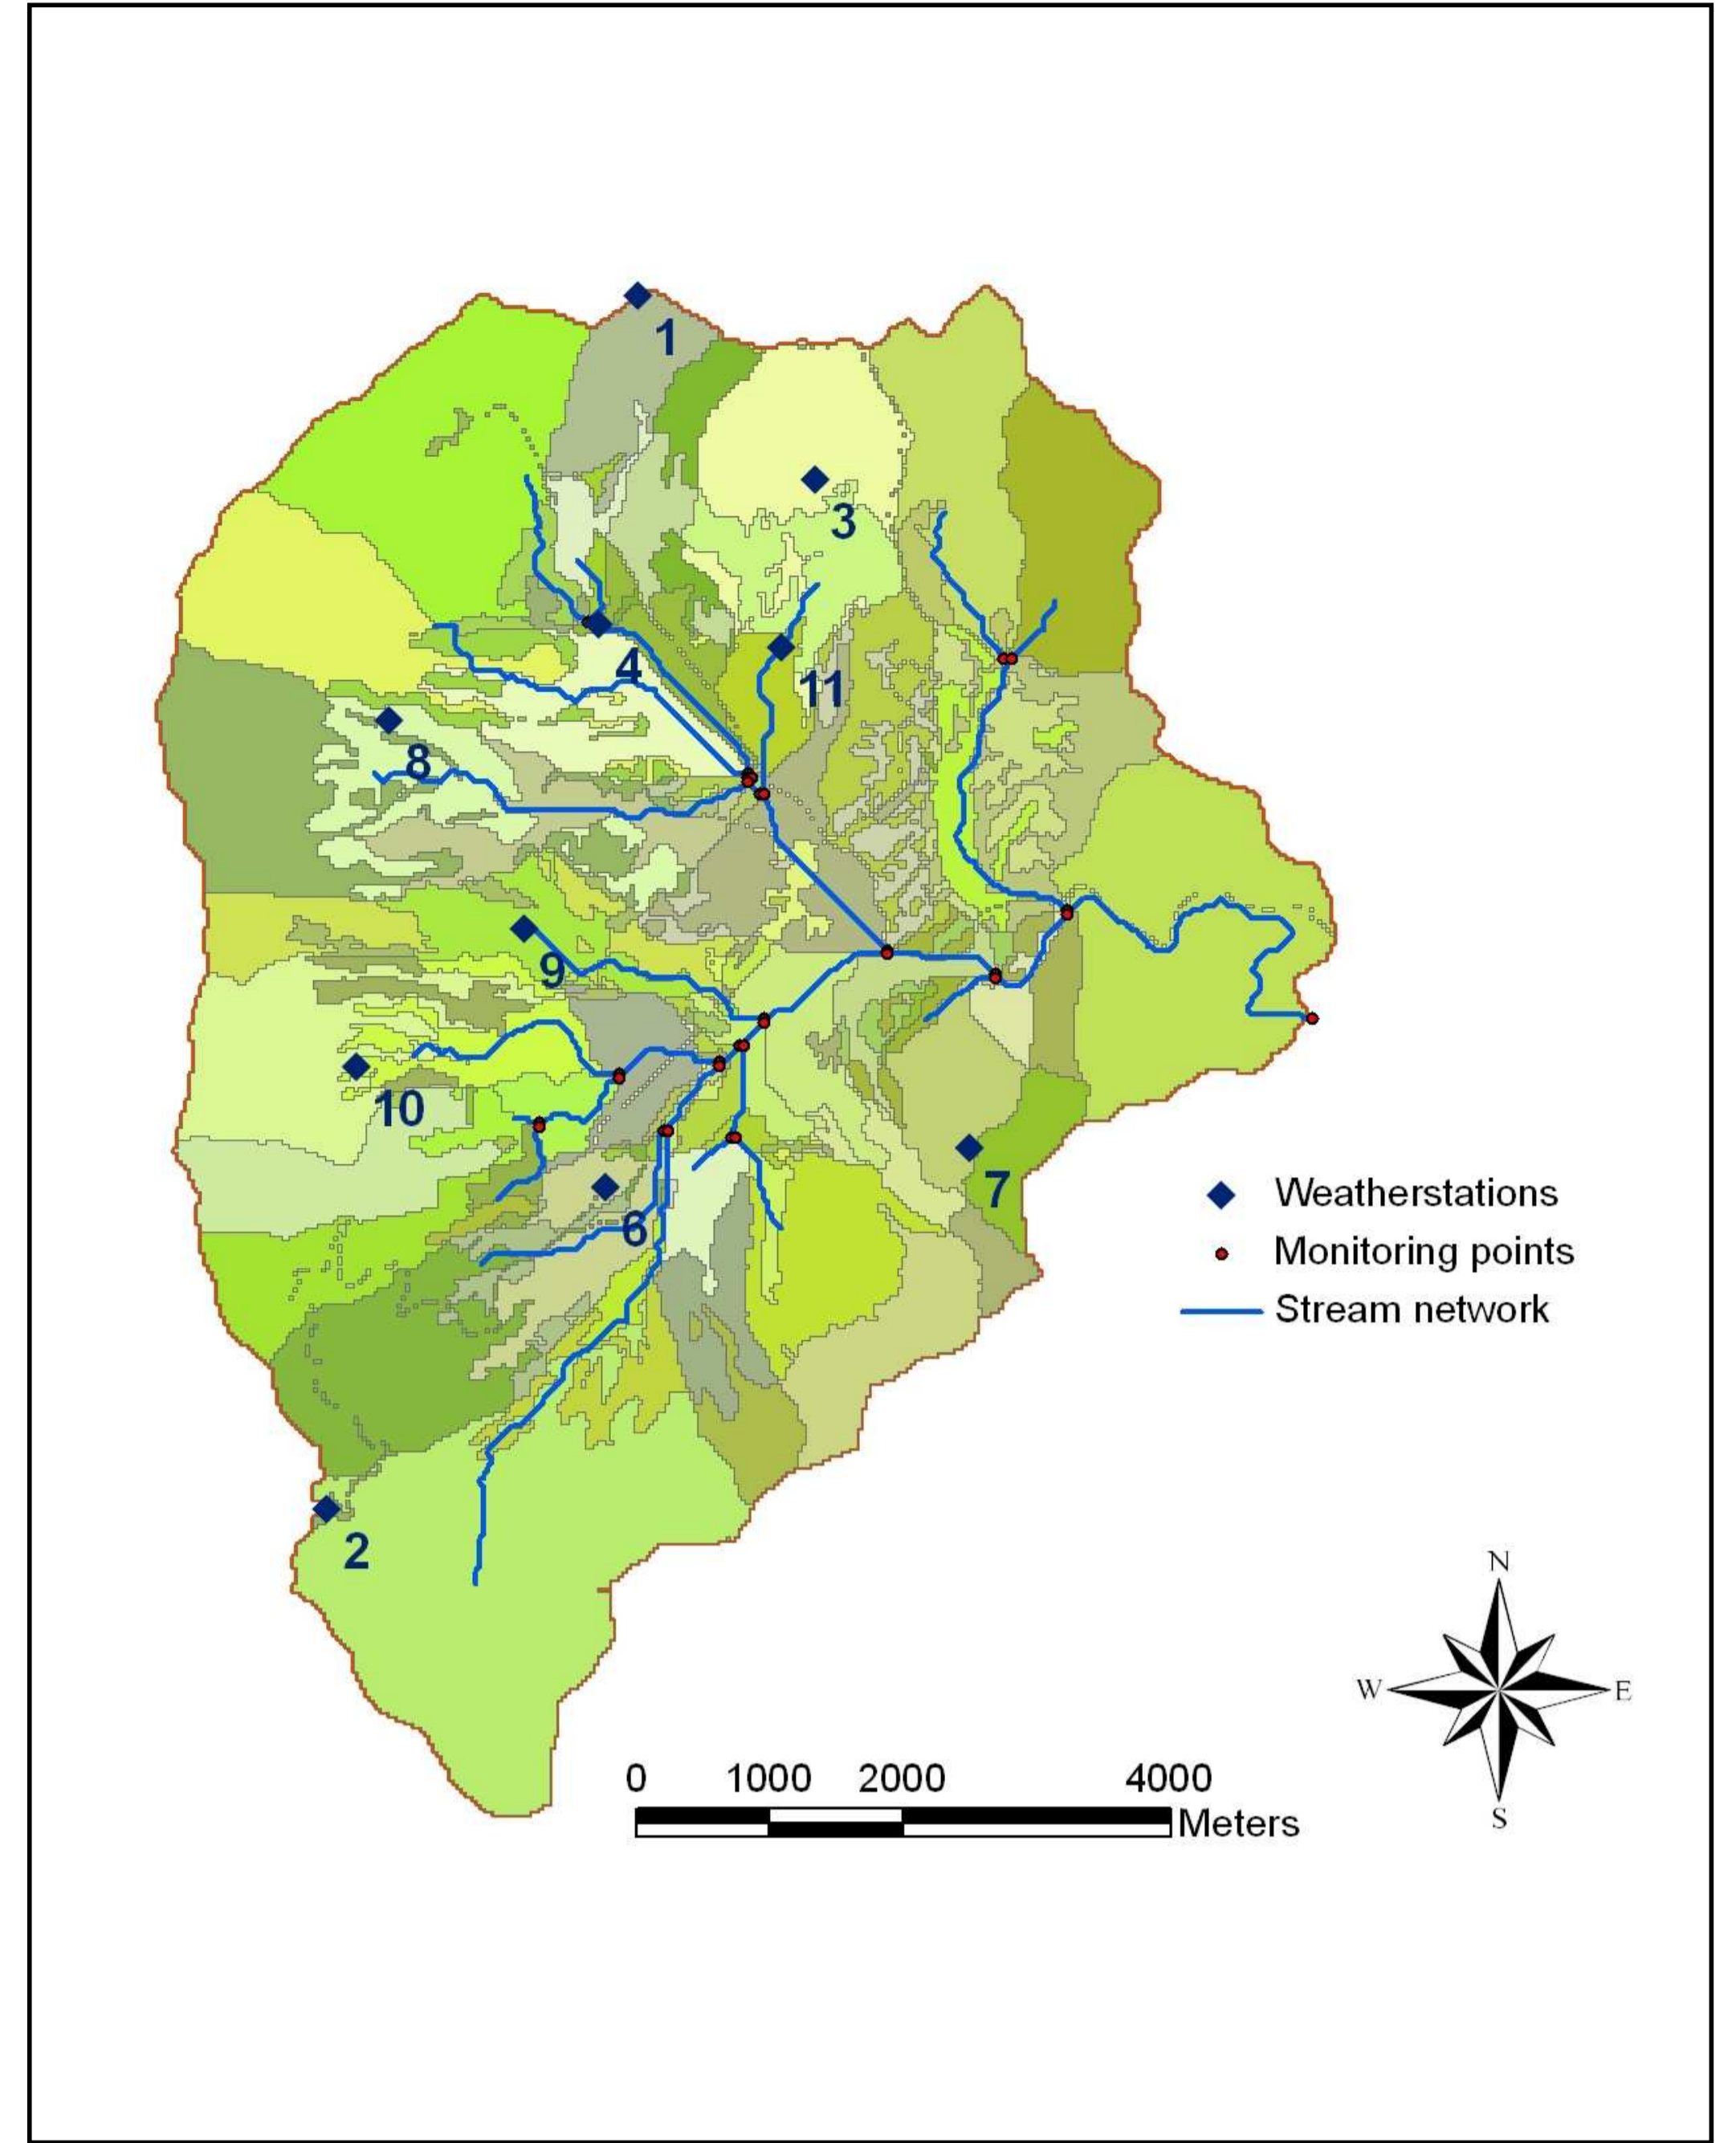 1
3
4
11
8
9
10
7
6
2
Weatherstations
Monitoring points
Stream network
N
W E
S
0 1000 2000 4000
Meters